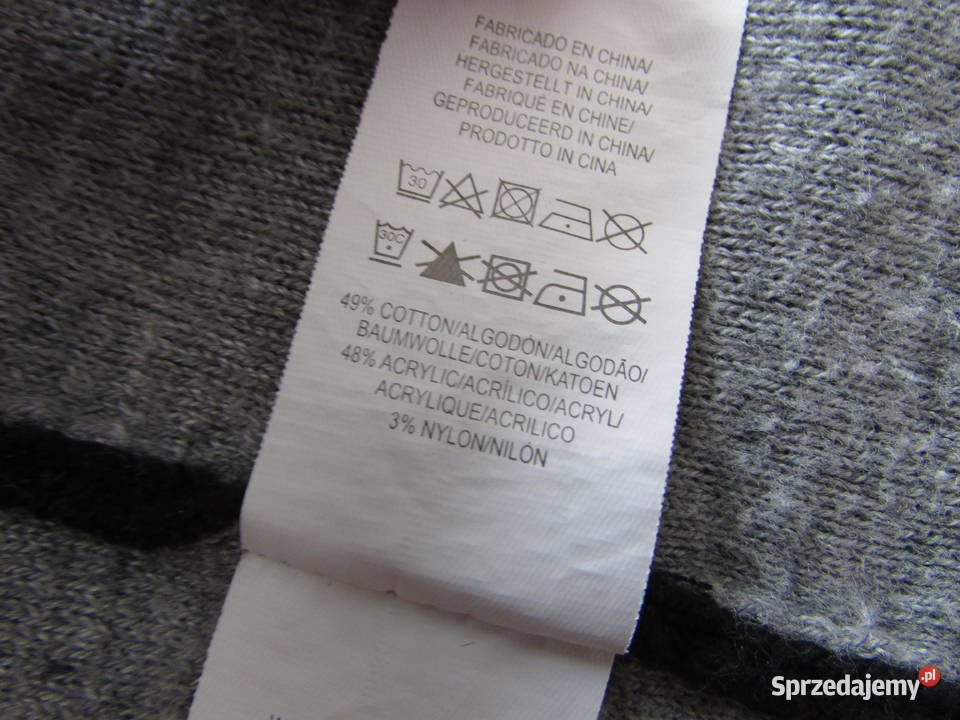 FABRICADO EN CHINA/
FABRICADO NA CHINA/
HERGESTELLT IN CHINA/
FABRIQUÉ EN CHINE/
GEPRODUCEERD IN CHINA/
PRODOTTO IN CINA
30
30C
49% COTTON/ALGODÓN/ALGODÃO/
BAUMWOLLE/COTON/KATOEN
48% ACRYLIC/ACRÍLICO/ACRYL/
ACRYLIQUE/ACRILICO
3% NYLON/NILÓN
Sprzedajemy.pl